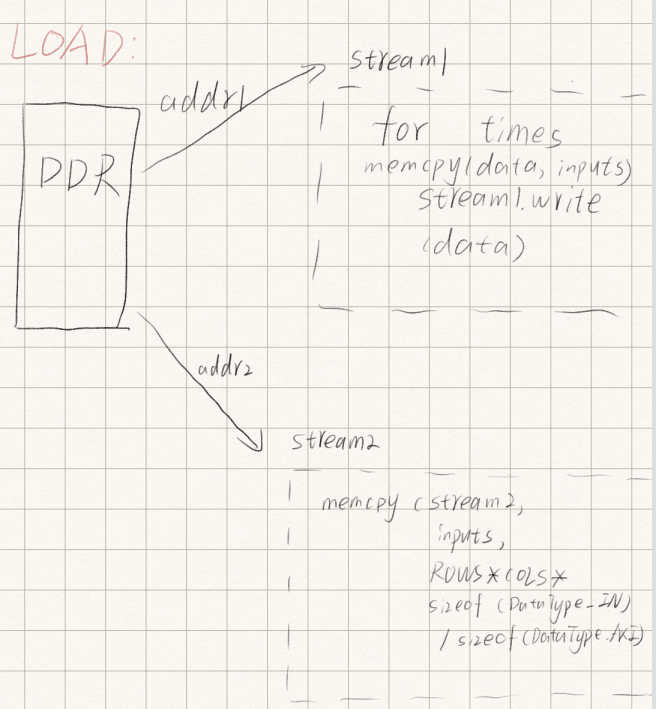 LOAD:
stream1
addr1
DDR
for times
memcpy(data, inputs)
stream1.write
(data)
addr2
stream2
memcpy (stream2,
inputs,
ROWS*COLS*
sizeof (DataType_IN)
/ sizeof(DataType_AXI)